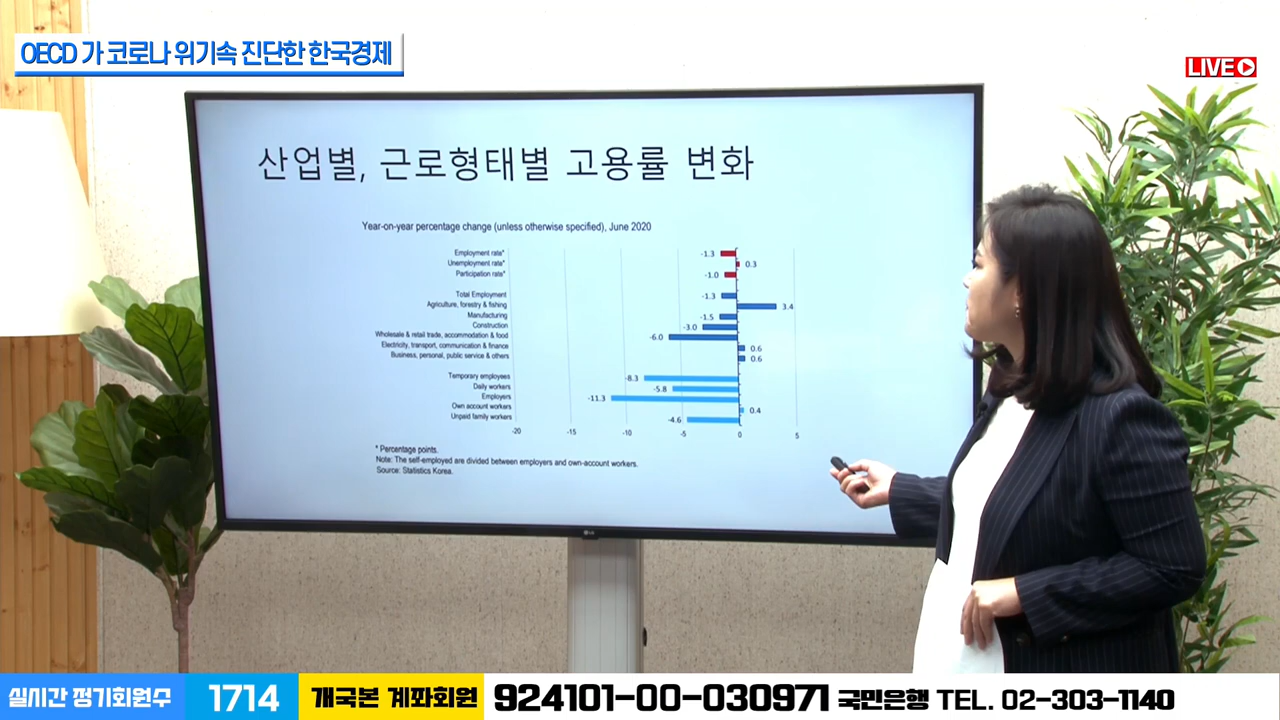 OECD 가 코로나 위기속 진단한 한국경제
LIVE
산업별, 근로형태별 고용률 변화
Year-on-year percentage change (unless otherwise specified), June 2020
Employment rate* -1.3
Unemployment rate* 0.3
Participation rate* -1.0
Total Employment -1.3
Agriculture, forestry & fishing 3.4
Manufacturing -1.5
Construction -3.0
Wholesale & retail trade, accommodation & food -6.0
Electricity, transport, communication & finance 0.6
Business, personal, public service & others 0.6
Temporary employees -8.3
Daily workers -5.8
Employers -11.3
Own account workers 0.4
Unpaid family workers -4.6
-20 -15 -10 -5 0 5
* Percentage points.
Note: The self-employed are divided between employers and own-account workers.
Source: Statistics Korea.
LG
실시간 정기회원수 1714 개국본 계좌회원 924101-00-030971 국민은행 TEL. 02-303-1140